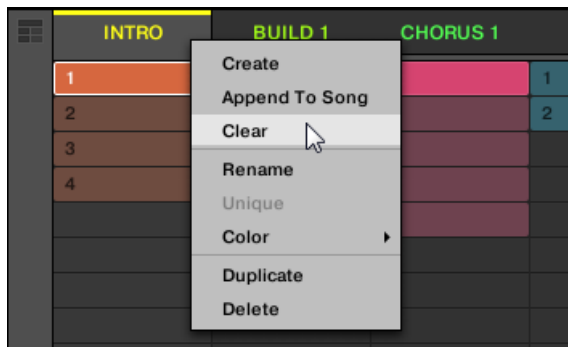 INTRO BUILD 1 CHORUS 1
Create
1 1
Append To Song
2 2
Clear
3
Rename
4
Unique
Color
Duplicate
Delete